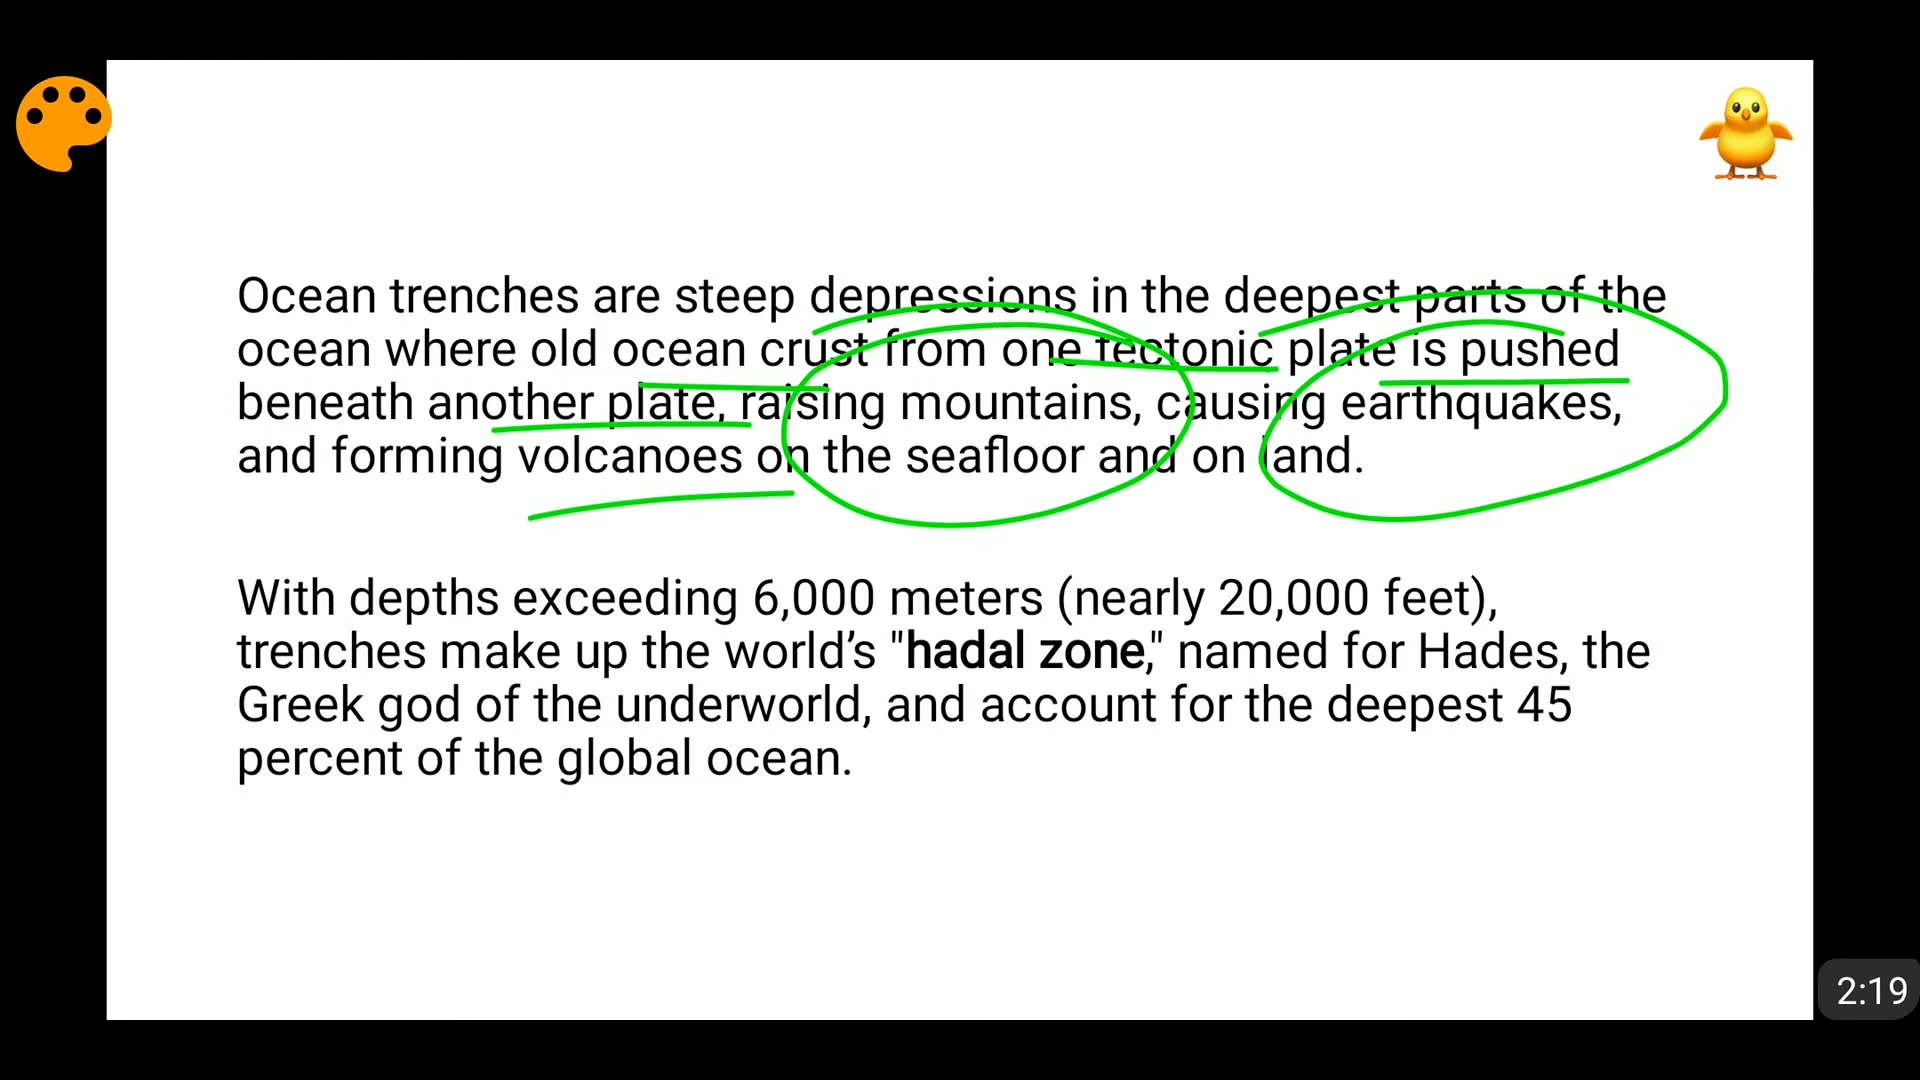 Ocean trenches are steep depressions in the deepest parts of the
ocean where old ocean crust from one tectonic plate is pushed
beneath another plate, raising mountains, causing earthquakes,
and forming volcanoes on the seafloor and on land.
With depths exceeding 6,000 meters (nearly 20,000 feet),
trenches make up the world’s "hadal zone," named for Hades, the
Greek god of the underworld, and account for the deepest 45
percent of the global ocean.
2:19